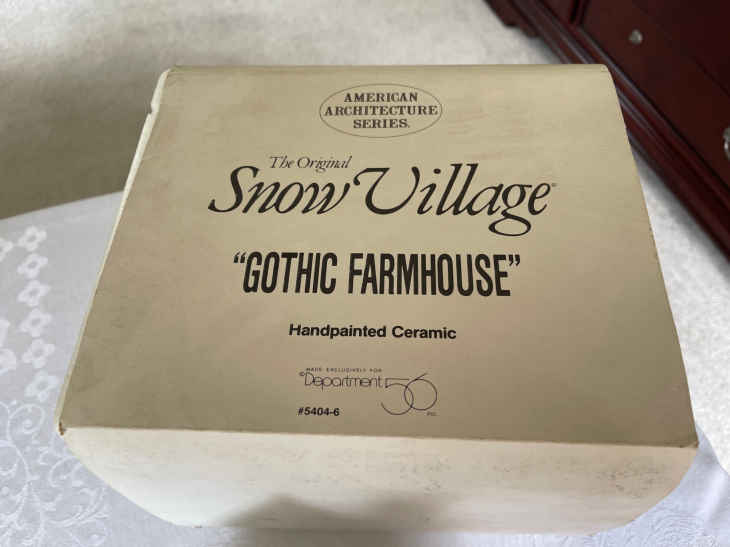 AMERICAN
ARCHITECTURE
SERIES.
The Original
Snow Village®
“GOTHIC FARMHOUSE”
Handpainted Ceramic
MADE EXCLUSIVELY FOR
©Department 56 INC.
#5404-6